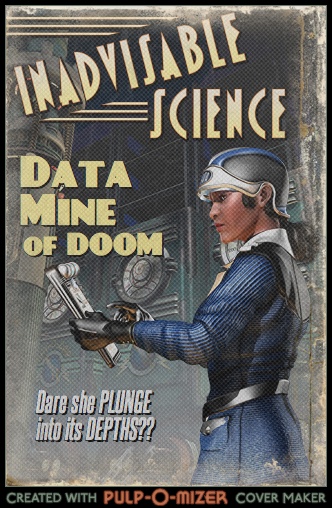 INADVISABLE
SCIENCE
DATA
MINE
OF DOOM
Dare she PLUNGE
into its DEPTHS??
CREATED WITH PULP-O-MIZER COVER MAKER